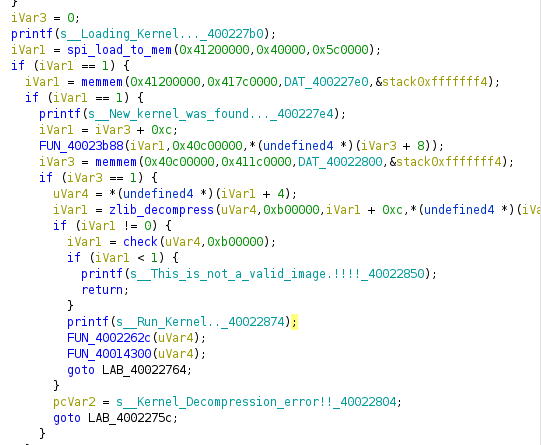 }
iVar3 = 0;
printf(s__Loading_Kernel..._400227b0);
iVar1 = spi_load_to_mem(0x41200000,0x40000,0x5c0000);
if (iVar1 == 1) {
iVar1 = memmem(0x41200000,0x417c0000,DAT_400227e0,&stack0xfffffff4);
if (iVar1 == 1) {
printf(s__New_kernel_was_found..._400227e4);
iVar1 = iVar3 + 0xc;
FUN_40023b88(iVar1,0x40c00000,*(undefined4 *)(iVar3 + 8));
iVar3 = memmem(0x40c00000,0x411c0000,DAT_40022800,&stack0xfffffff4);
if (iVar3 == 1) {
uVar4 = *(undefined4 *)(iVar1 + 4);
iVar1 = zlib_decompress(uVar4,0xb00000,iVar1 + 0xc,*(undefined4 *)(iVa
if (iVar1 != 0) {
iVar1 = check(uVar4,0xb00000);
if (iVar1 < 1) {
printf(s__This_is_not_a_valid_image.!!!!_40022850);
return;
}
printf(s__Run_Kernel.._40022874);
FUN_4002262c(uVar4);
FUN_40014300(uVar4);
goto LAB_40022764;
}
pcVar2 = s__Kernel_Decompression_error!!_40022804;
goto LAB_4002275c;
}